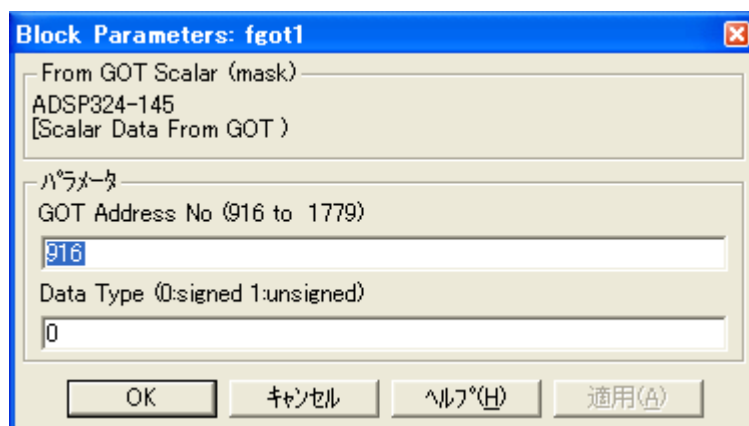 Block Parameters: fgot1
From GOT Scalar (mask)
ADSP324-145
[Scalar Data From GOT )
パラメータ
GOT Address No (916 to 1779)
916
Data Type (0:signed 1:unsigned)
0
OK キャンセル ヘルプ(H) 適用(A)